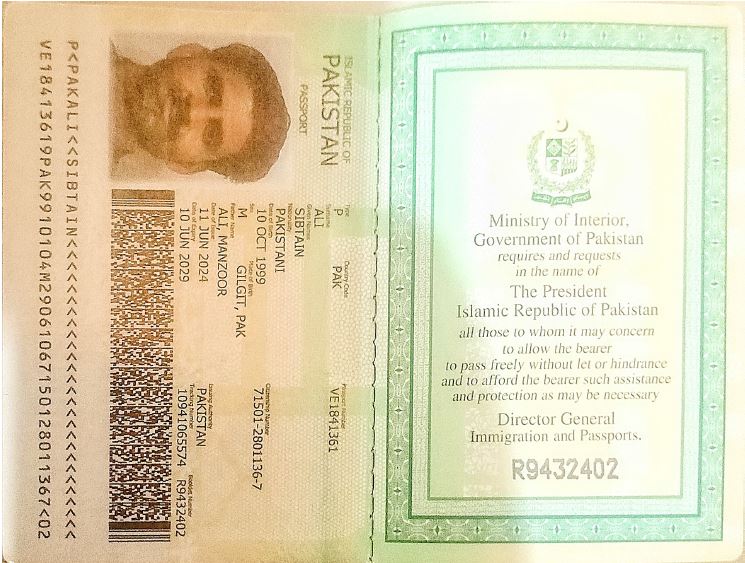 ISLAMIC REPUBLIC OF
PAKISTAN
PASSPORT
Type Country Code Passport Number
P PAK VE1841361
Surname
ALI
Given Names
SIBTAIN
Nationality
PAKISTANI
Date of Birth Citizenship Number
10 OCT 1999 71501-2801136-7
Sex Place of Birth
M GILGIT, PAK
Father Name
ALI, MANZOOR
Date of Issue Issuing Authority
11 JUN 2024 PAKISTAN
Date of Expiry Tracking Number Booklet Number
10 JUN 2029 10941065574 R9432402
P<PAKALI<<SIBTAIN<<<<<<<<<<<<<<<<<<<<<<<<<<<
VE18413619PAK9910104M29061067150128011367<02
Ministry of Interior,
Government of Pakistan
requires and requests
in the name of
The President
Islamic Republic of Pakistan
all those to whom it may concern
to allow the bearer
to pass freely without let or hindrance
and to afford the bearer such assistance
and protection as may be necessary
Director General
Immigration and Passports.
R9432402